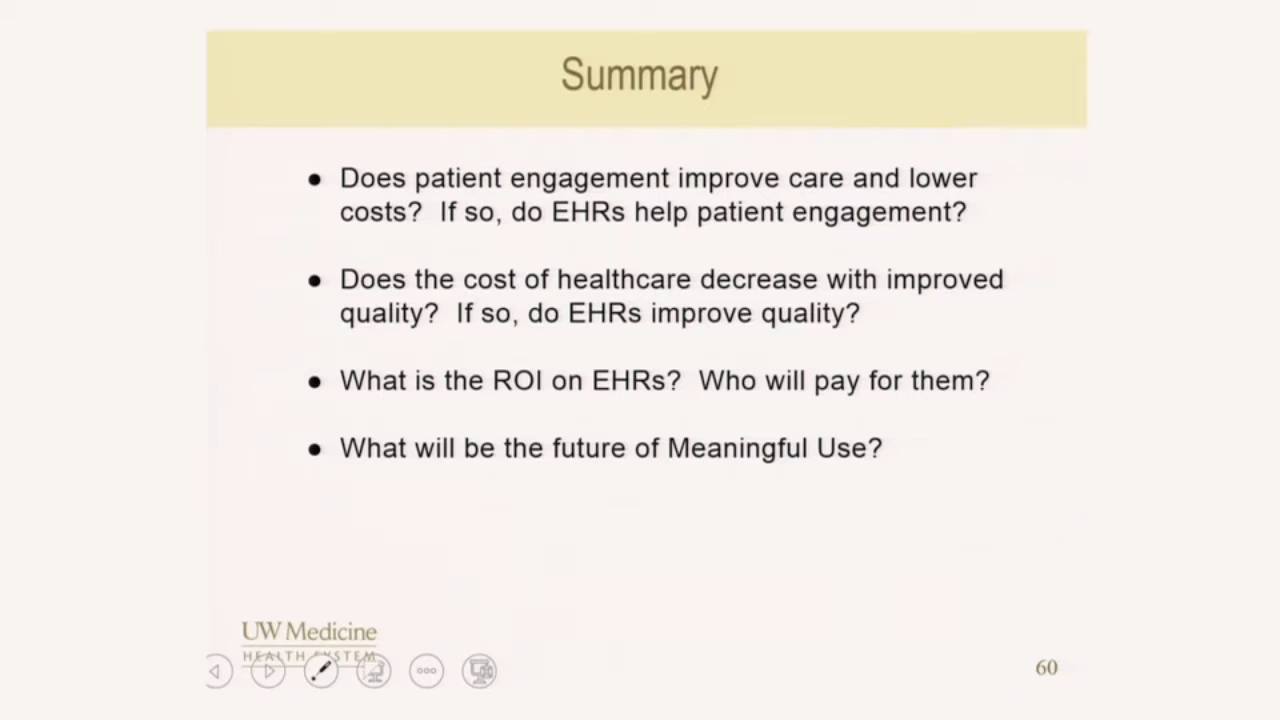 Summary
● Does patient engagement improve care and lower
costs?  If so, do EHRs help patient engagement?
● Does the cost of healthcare decrease with improved
quality?  If so, do EHRs improve quality?
● What is the ROI on EHRs?  Who will pay for them?
● What will be the future of Meaningful Use?
UW Medicine
HEALTH SYSTEM
60